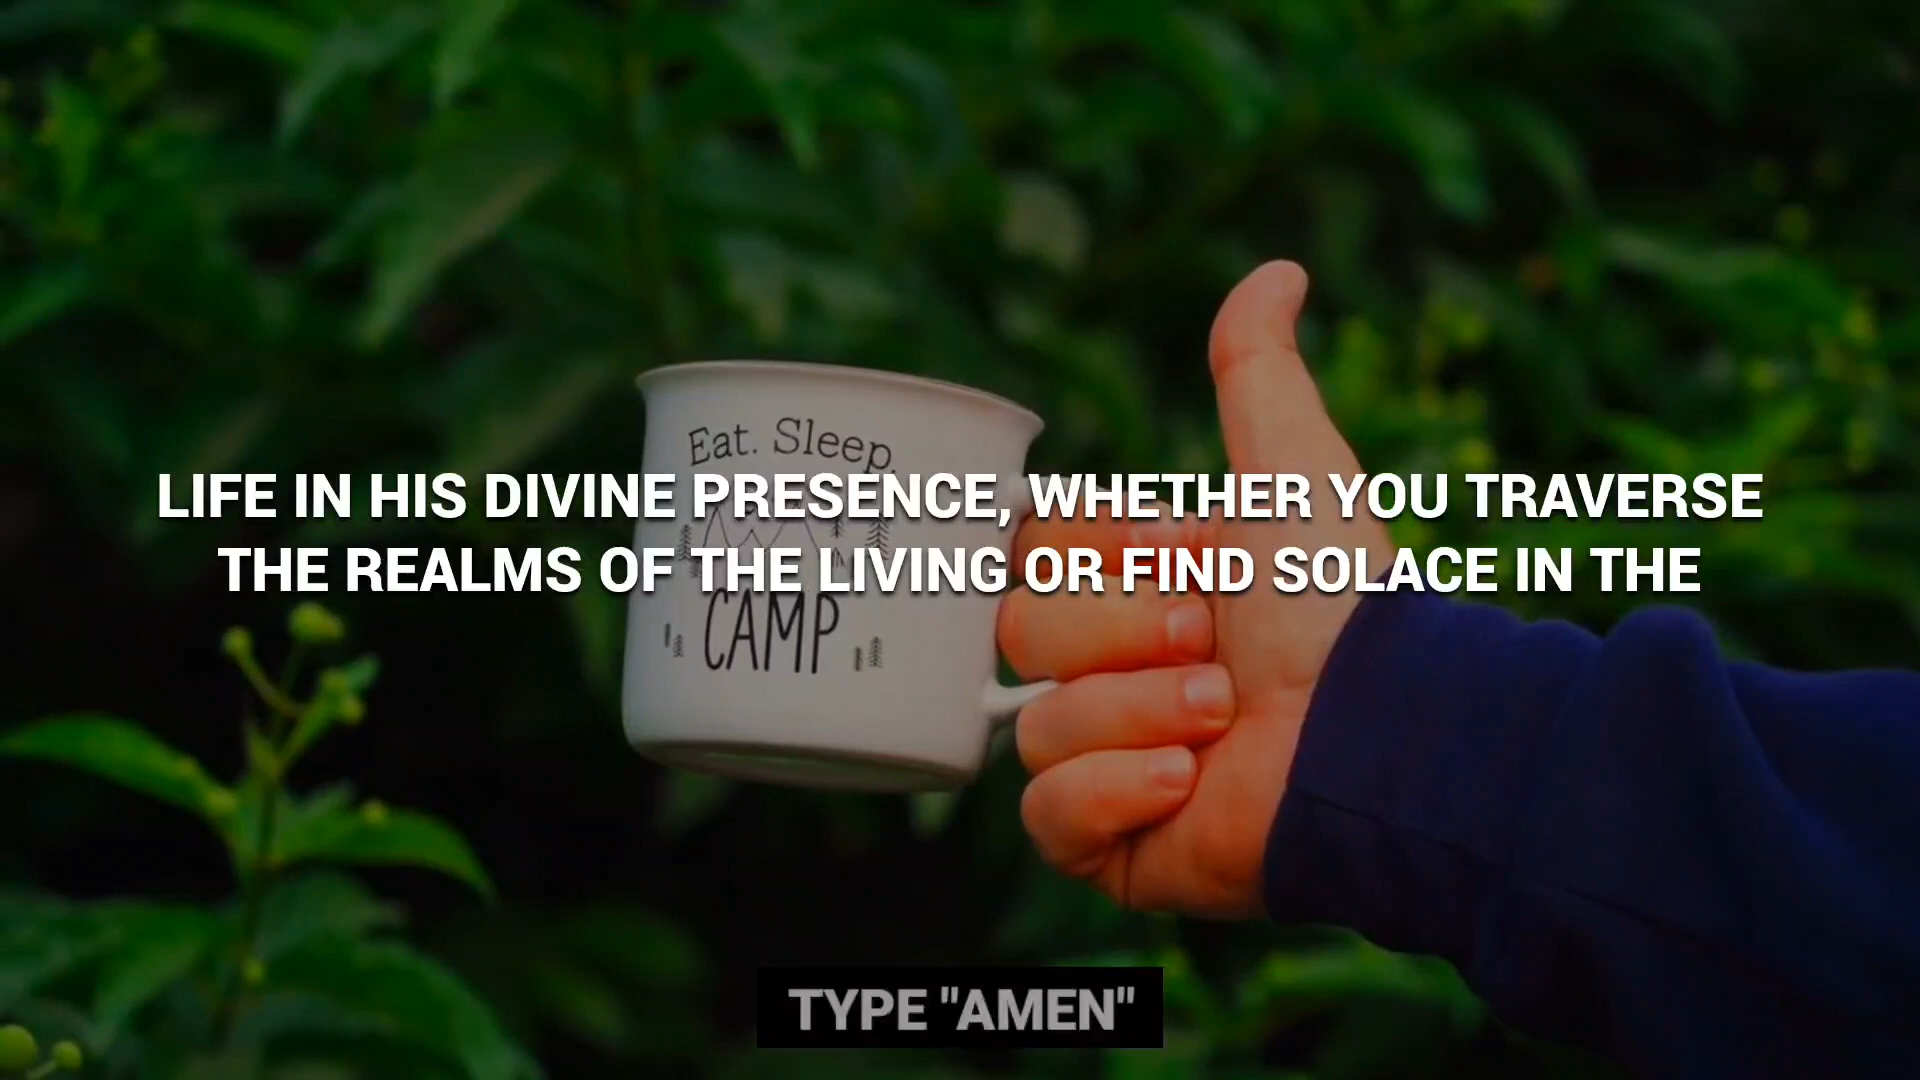 Eat. Sleep.
LIFE IN HIS DIVINE PRESENCE, WHETHER YOU TRAVERSE
THE REALMS OF THE LIVING OR FIND SOLACE IN THE
CAMP
TYPE "AMEN"